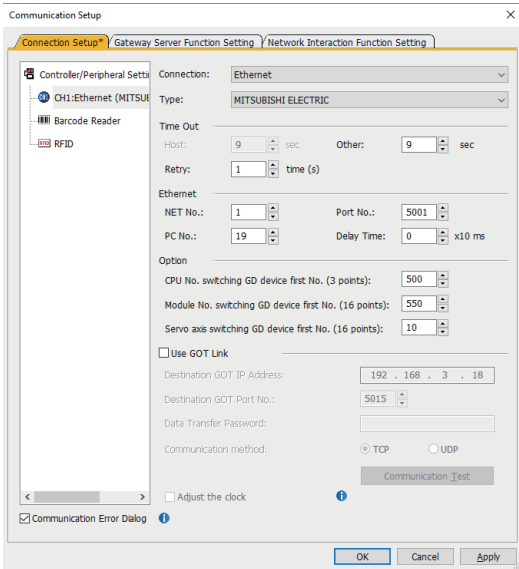 Communication Setup
Connection Setup* Gateway Server Function Setting Network Interaction Function Setting
Controller/Peripheral Setti
CH1:Ethernet (MITSUE
Barcode Reader
RFID
Connection: Ethernet
Type: MITSUBISHI ELECTRIC
Time Out
Host: 9 sec Other: 9 sec
Retry: 1 time (s)
Ethernet
NET No.: 1 Port No.: 5001
PC No.: 19 Delay Time: 0 x10 ms
Option
CPU No. switching GD device first No. (3 points): 500
Module No. switching GD device first No. (16 points): 550
Servo axis switching GD device first No. (16 points): 10
Use GOT Link
Destination GOT IP Address: 192 . 168 . 3 . 18
Destination GOT Port No.: 5015
Data Transfer Password:
Communication method: TCP UDP
Communication Test
Adjust the clock
Communication Error Dialog
OK Cancel Apply